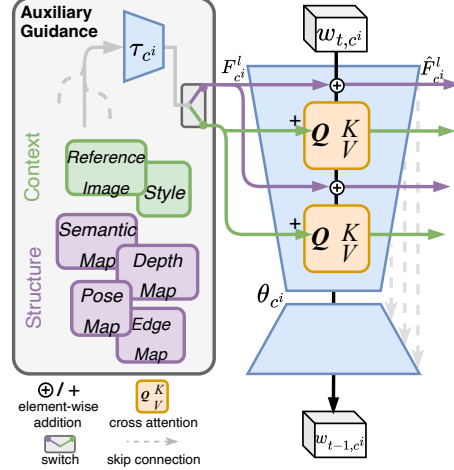 Auxiliary
Guidance
τ_{c^i}
F^l_{c^i}
w_{t,c^i}
F̂^l_{c^i}
Context
Reference
Image
Style
Structure
Semantic
Map
Depth
Map
Pose
Map
Edge
Map
+
Q K
V
+
Q K
V
θ_{c^i}
w_{t-1,c^i}
⊕ / +
element-wise
addition
Q K
V
cross attention
switch
skip connection